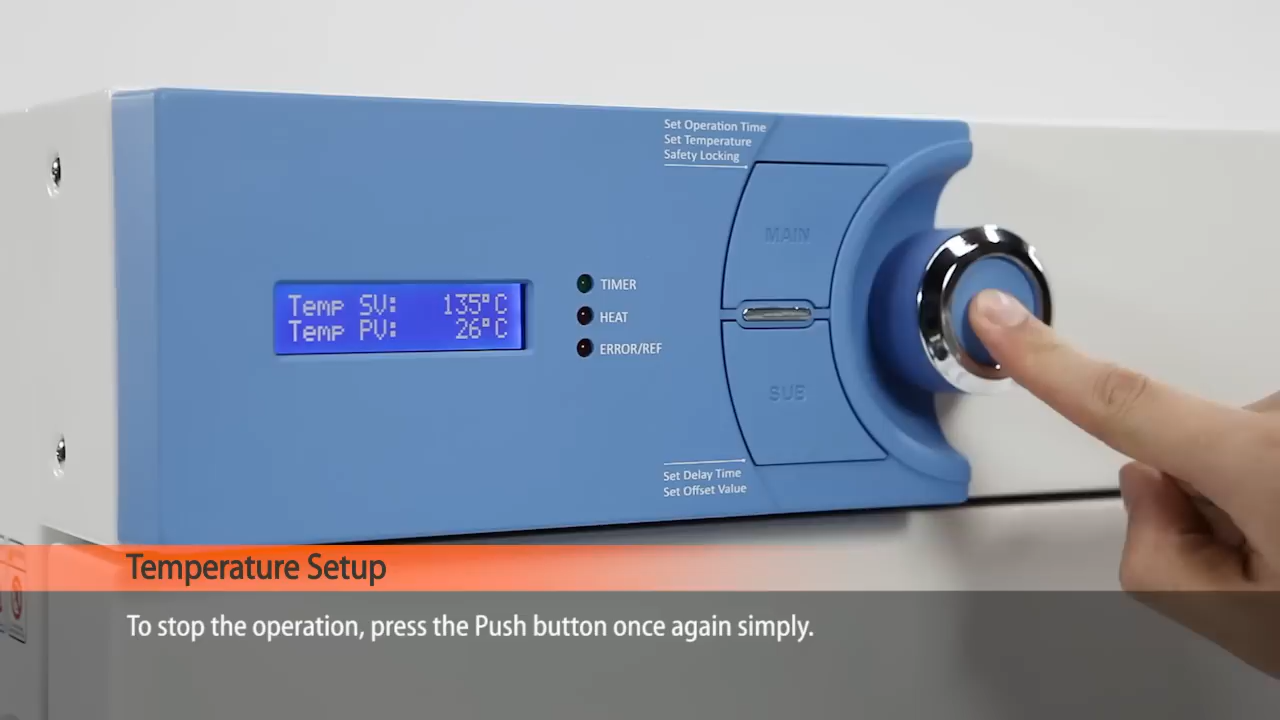 Set Operation Time
Set Temperature
Safety Locking
MAIN
Temp SV: 135°C
Temp PV: 26°C
TIMER
HEAT
ERROR/REF
SUB
Set Delay Time
Set Offset Value
Temperature Setup
To stop the operation, press the Push button once again simply.